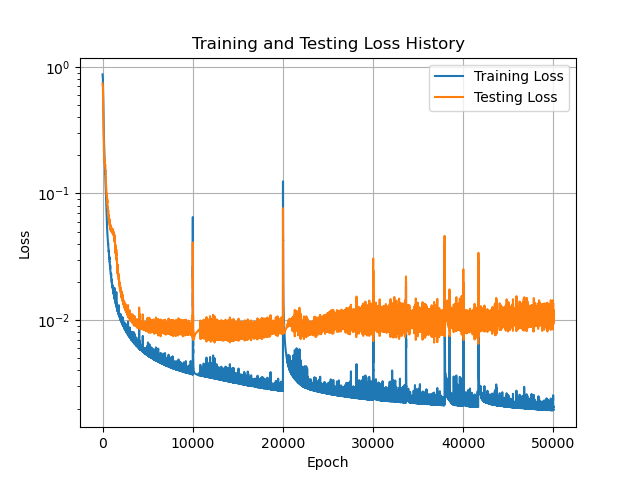 Training and Testing Loss History
Training Loss
Testing Loss
10⁰
10⁻¹
10⁻²
Loss
0 10000 20000 30000 40000 50000
Epoch